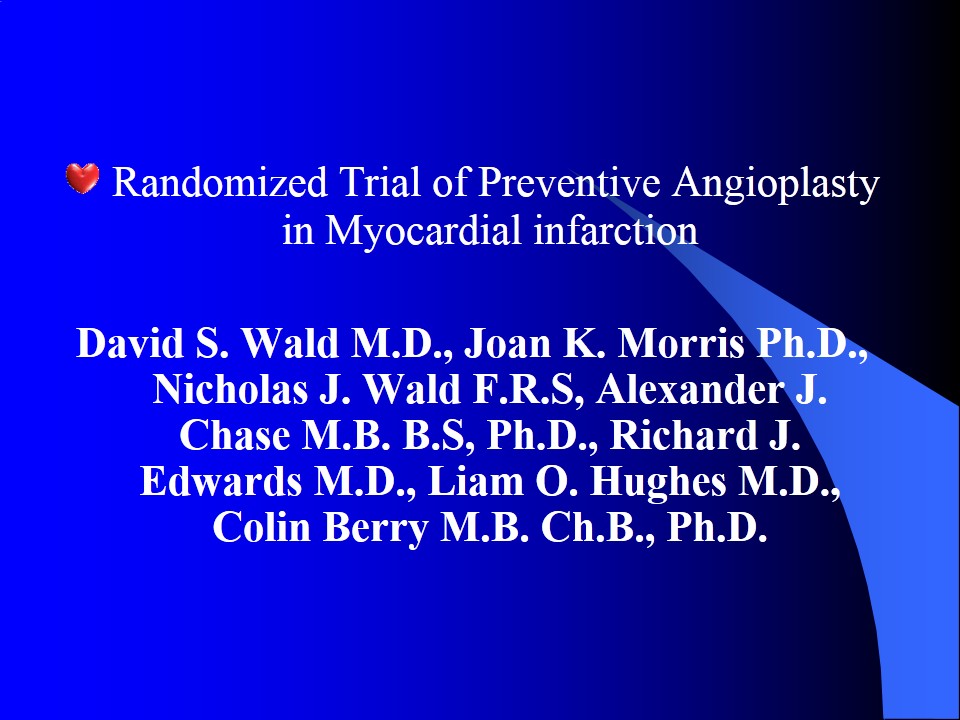 Randomized Trial of Preventive Angioplasty
in Myocardial infarction
David S. Wald M.D., Joan K. Morris Ph.D.,
Nicholas J. Wald F.R.S, Alexander J.
Chase M.B. B.S, Ph.D., Richard J.
Edwards M.D., Liam O. Hughes M.D.,
Colin Berry M.B. Ch.B., Ph.D.